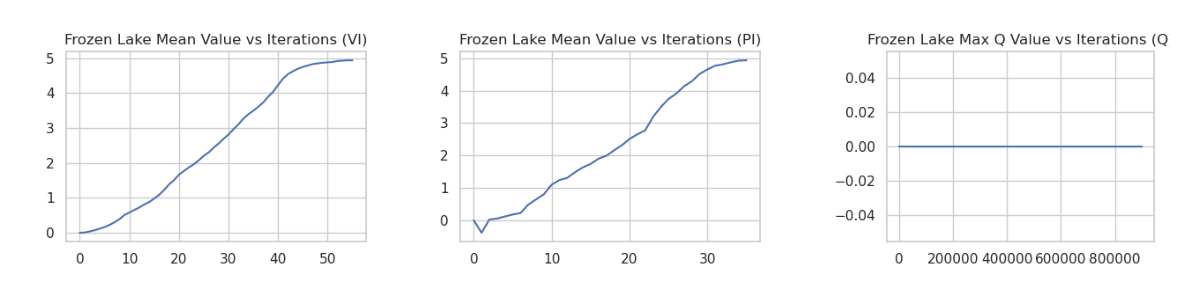 Frozen Lake Mean Value vs Iterations (VI)
5
4
3
2
1
0
0 10 20 30 40 50
Frozen Lake Mean Value vs Iterations (PI)
5
4
3
2
1
0
0 10 20 30
Frozen Lake Max Q Value vs Iterations (Q
0.04
0.02
0.00
−0.02
−0.04
0 200000 400000 600000 800000